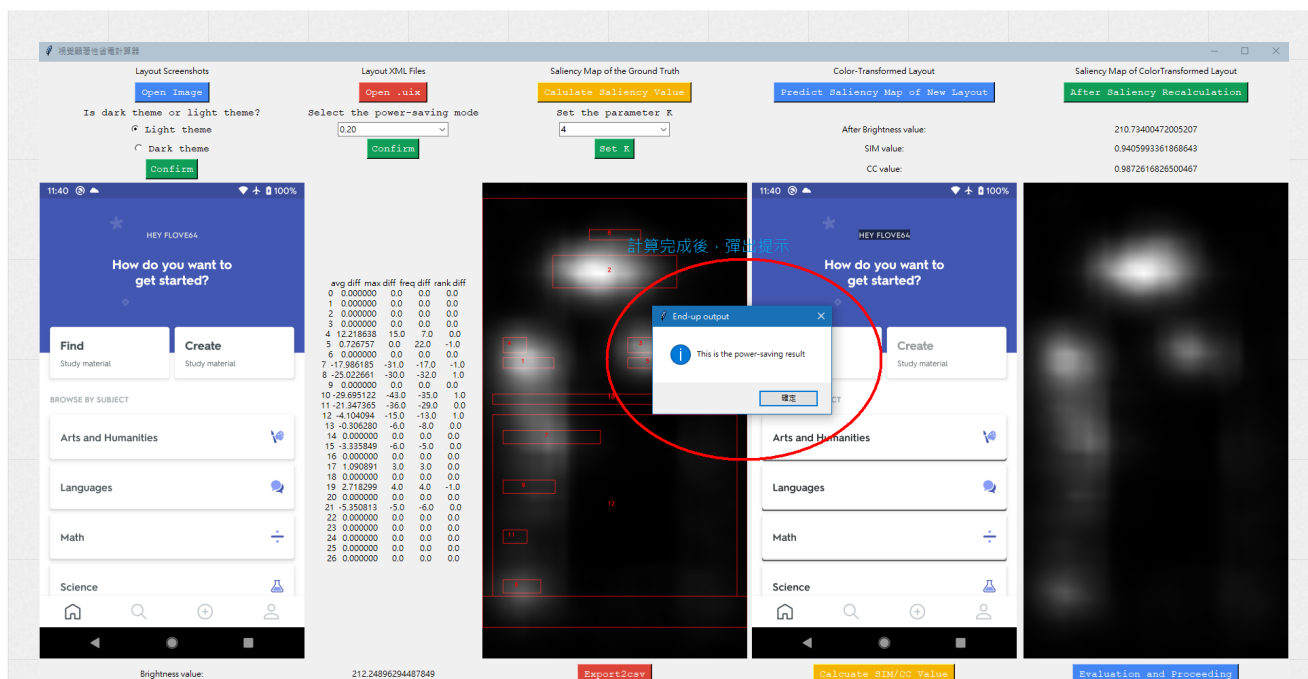 視覺顯著性省電計算器
Layout Screenshots
Layout XML Files
Saliency Map of the Ground Truth
Color-Transformed Layout
Saliency Map of ColorTransformed Layout
Open Image
Open .uix
Calulate Saliency Value
Predict Saliency Map of New Layout
After Saliency Recalculation
Is dark theme or light theme?
Select the power-saving mode
Set the parameter K
Light theme
0.20
4
After Brightness value:
210.73400472005207
Dark theme
Confirm
Set K
SIM value:
0.9405993361868643
Confirm
CC value:
0.9872616826500467
11:40
100%
HEY FLOVE64
How do you want to
get started?
Find
Study material
Create
Study material
BROWSE BY SUBJECT
Arts and Humanities
Languages
Math
Science
avg diff max diff freq diff rank diff
0 0.000000 0.0 0.0 0.0
1 0.000000 0.0 0.0 0.0
2 0.000000 0.0 0.0 0.0
3 0.000000 0.0 0.0 0.0
4 12.218638 15.0 7.0 0.0
5 0.726757 0.0 22.0 -1.0
6 0.000000 0.0 0.0 0.0
7 -17.986185 -31.0 -17.0 -1.0
8 -25.022661 -30.0 -32.0 1.0
9 0.000000 0.0 0.0 0.0
10 -29.695122 -43.0 -35.0 1.0
11 -21.347365 -36.0 -29.0 0.0
12 -4.104094 -15.0 -13.0 1.0
13 -0.306280 -6.0 -8.0 0.0
14 0.000000 0.0 0.0 0.0
15 -3.335849 -6.0 -5.0 0.0
16 0.000000 0.0 0.0 0.0
17 1.090891 3.0 3.0 0.0
18 0.000000 0.0 0.0 0.0
19 2.718299 4.0 4.0 -1.0
20 0.000000 0.0 0.0 0.0
21 -5.350813 -5.0 -6.0 0.0
22 0.000000 0.0 0.0 0.0
23 0.000000 0.0 0.0 0.0
24 0.000000 0.0 0.0 0.0
25 0.000000 0.0 0.0 0.0
26 0.000000 0.0 0.0 0.0
計算完成後，彈出提示
2
1
3
12
11
End-up output
This is the power-saving result
確定
11:40
100%
HEY FLOVE64
How do you want to
get started?
Create
Study material
CT
Arts and Humanities
Languages
Math
Science
Brightness value:
212.24896294487849
Export2csv
Calcuate SIM/CC Value
Evaluation and Proceeding